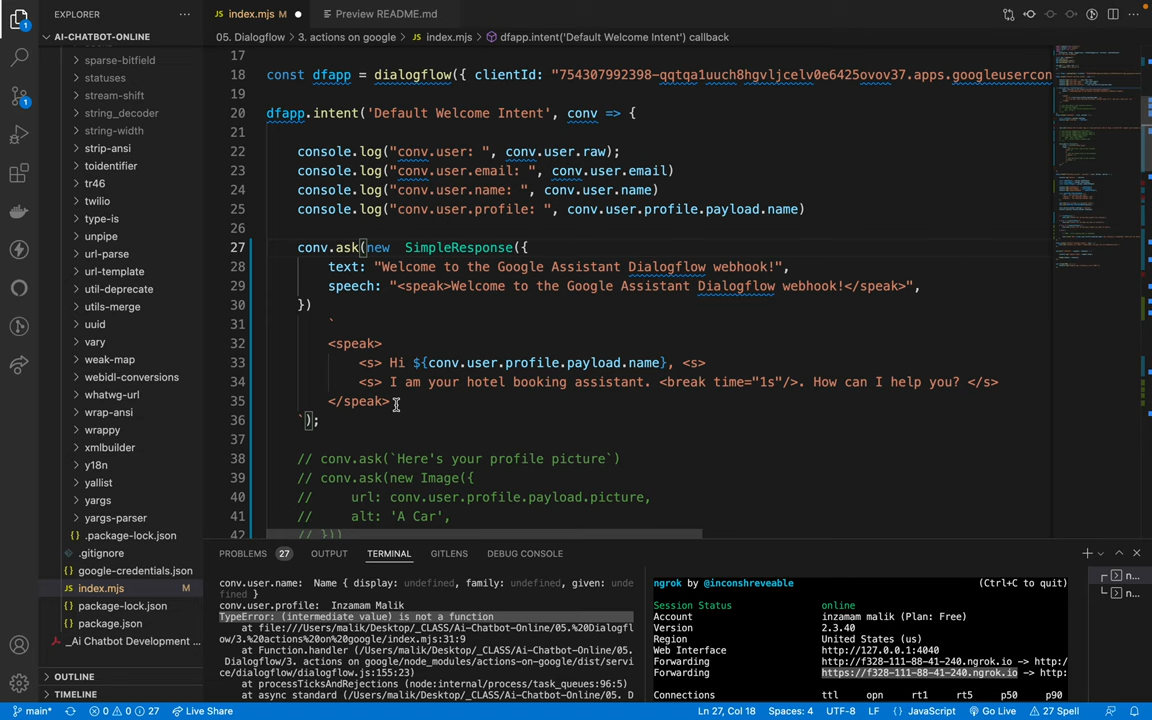 EXPLORER
index.mjs M
Preview README.md
AI-CHATBOT-ONLINE
05. Dialogflow > 3. actions on google > index.mjs > dfapp.intent('Default Welcome Intent') callback
sparse-bitfield
statuses
stream-shift
string_decoder
string-width
strip-ansi
toidentifier
tr46
twilio
type-is
unpipe
url-parse
url-template
url-deprecate
utils-merge
uuid
vary
weak-map
webidl-conversions
whatwg-url
wrap-ansi
wrappy
xmlbuilder
y18n
yallist
yargs
yargs-parser
.package-lock.json
.gitignore
google-credentials.json
index.mjs M
package-lock.json
package.json
_Ai Chatbot Development ...
OUTLINE
TIMELINE
17
18 const dfapp = dialogflow({ clientId: "754307992398-qqtqa1uuch8hgvljcelv0e6425ovov37.apps.googleusercon
19
20 dfapp.intent('Default Welcome Intent', conv => {
21
22 console.log("conv.user: ", conv.user.raw);
23 console.log("conv.user.email: ", conv.user.email)
24 console.log("conv.user.name: ", conv.user.name)
25 console.log("conv.user.profile: ", conv.user.profile.payload.name)
26
27 conv.ask(new  SimpleResponse({
28 text: "Welcome to the Google Assistant Dialogflow webhook!",
29 speech: "<speak>Welcome to the Google Assistant Dialogflow webhook!</speak>",
30 })
31 `
32 <speak>
33 <s> Hi ${conv.user.profile.payload.name}, <s>
34 <s> I am your hotel booking assistant. <break time="1s"/>. How can I help you? </s>
35 </speak>
36 `);
37
38 // conv.ask(`Here's your profile picture`)
39 // conv.ask(new Image({
40 //     url: conv.user.profile.payload.picture,
41 //     alt: 'A Car',
42 // }))
PROBLEMS 27 OUTPUT TERMINAL GITLENS DEBUG CONSOLE
conv.user.name:  Name { display: undefined, family: undefined, given: unde
fined }
conv.user.profile:  Inzamam Malik
TypeError: (intermediate value) is not a function
at file:///Users/malik/Desktop/_CLASS/Ai-Chatbot-Online/05.%20Dialogfl
ow/3.%20actions%20on%20google/index.mjs:31:9
at Function.handler (/Users/malik/Desktop/_CLASS/Ai-Chatbot-Online/05.
Dialogflow/3. actions on google/node_modules/actions-on-google/dist/servi
ce/dialogflow/dialogflow.js:155:23)
at processTicksAndRejections (node:internal/process/task_queues:96:5)
at async standard (/Users/malik/Desktop/_CLASS/Ai-Chatbot-Online/05. D
ngrok by @inconshreveable (Ctrl+C to quit)
Session Status online
Account inzamam malik (Plan: Free)
Version 2.3.40
Region United States (us)
Web Interface http://127.0.0.1:4040
Forwarding http://f328-111-88-41-240.ngrok.io -> http:/
Forwarding https://f328-111-88-41-240.ngrok.io -> http:
Connections ttl opn rt1 rt5 p50 p90
n...
n...
main* 0 0 27 Live Share Ln 27, Col 18 Spaces: 4 UTF-8 LF JavaScript Go Live 27 Spell